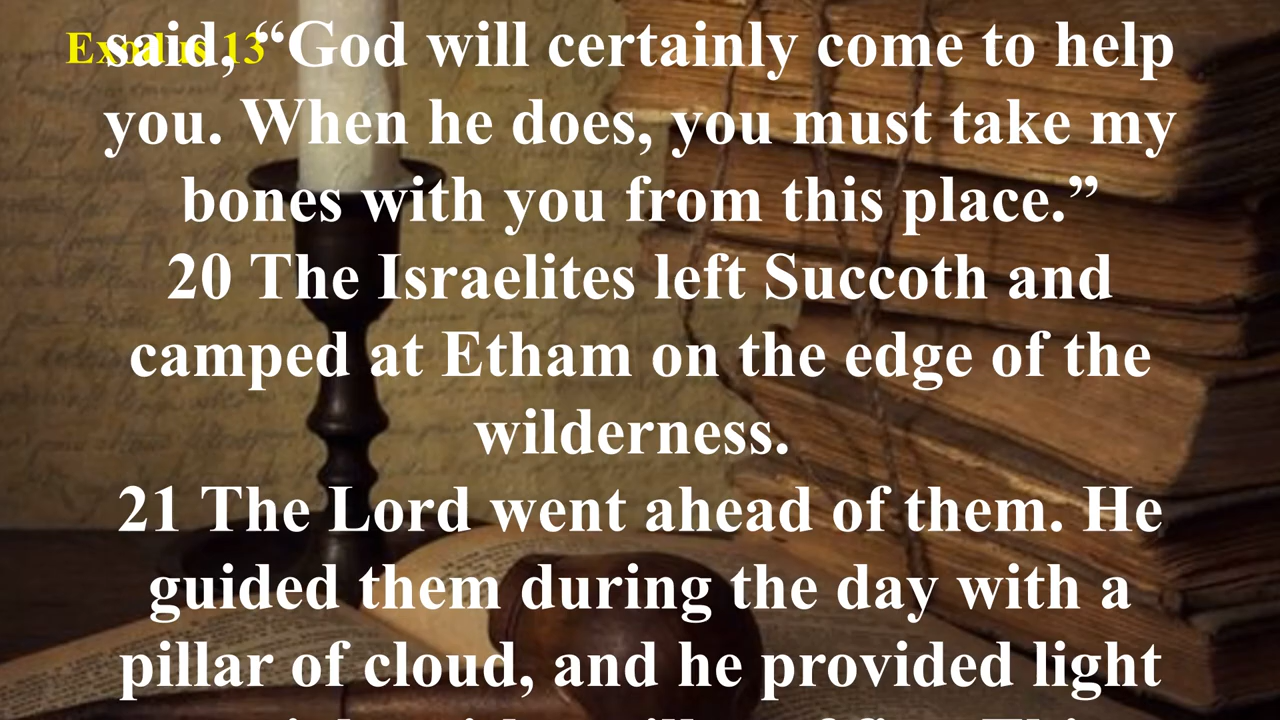 Exodus 13
said, “God will certainly come to help
you. When he does, you must take my
bones with you from this place.”
20 The Israelites left Succoth and
camped at Etham on the edge of the
wilderness.
21 The Lord went ahead of them. He
guided them during the day with a
pillar of cloud, and he provided light